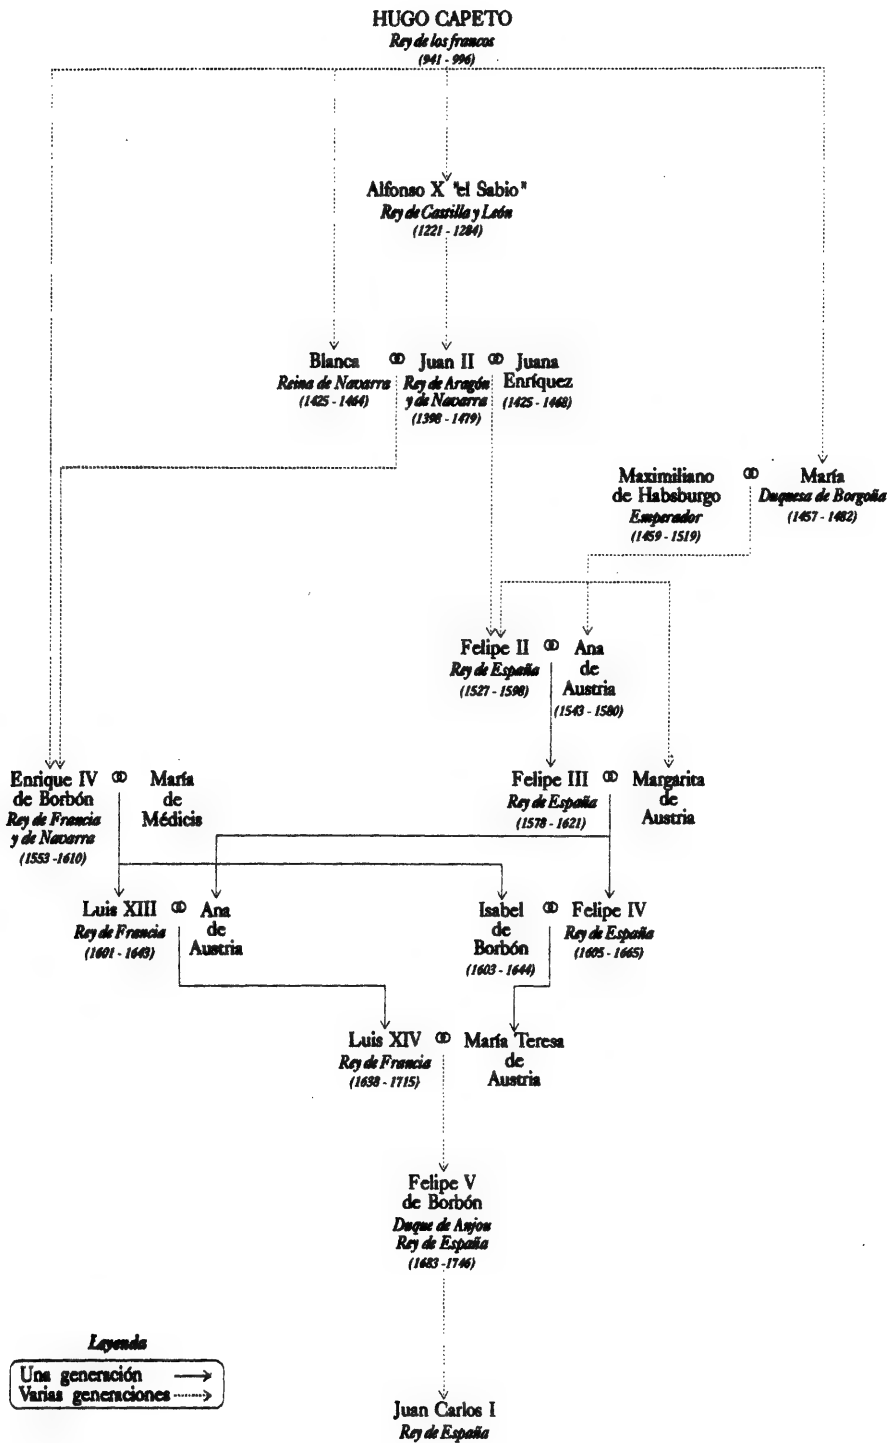 HUGO CAPETO
Rey de los francos
(941 - 996)
Alfonso X "el Sabio"
Rey de Castilla y León
(1221 - 1284)
Blanca
Reina de Navarra
(1425 - 1464)
Juan II
Rey de Aragón
y de Navarra
(1398 - 1479)
Juana
Enríquez
(1425 - 1468)
Maximiliano
de Habsburgo
Emperador
(1459 - 1519)
María
Duquesa de Borgoña
(1457 - 1482)
Felipe II
Rey de España
(1527 - 1598)
Ana
de
Austria
(1543 - 1580)
Enrique IV
de Borbón
Rey de Francia
y de Navarra
(1553 -1610)
María
de
Médicis
Felipe III
Rey de España
(1578 - 1621)
Margarita
de
Austria
Luis XIII
Rey de Francia
(1601 - 1643)
Ana
de
Austria
Isabel
de
Borbón
(1603 - 1644)
Felipe IV
Rey de España
(1605 - 1665)
Luis XIV
Rey de Francia
(1638 - 1715)
María Teresa
de
Austria
Felipe V
de Borbón
Duque de Anjou
Rey de España
(1683 -1746)
Leyenda
Una generación
Varias generaciones
Juan Carlos I
Rey de España